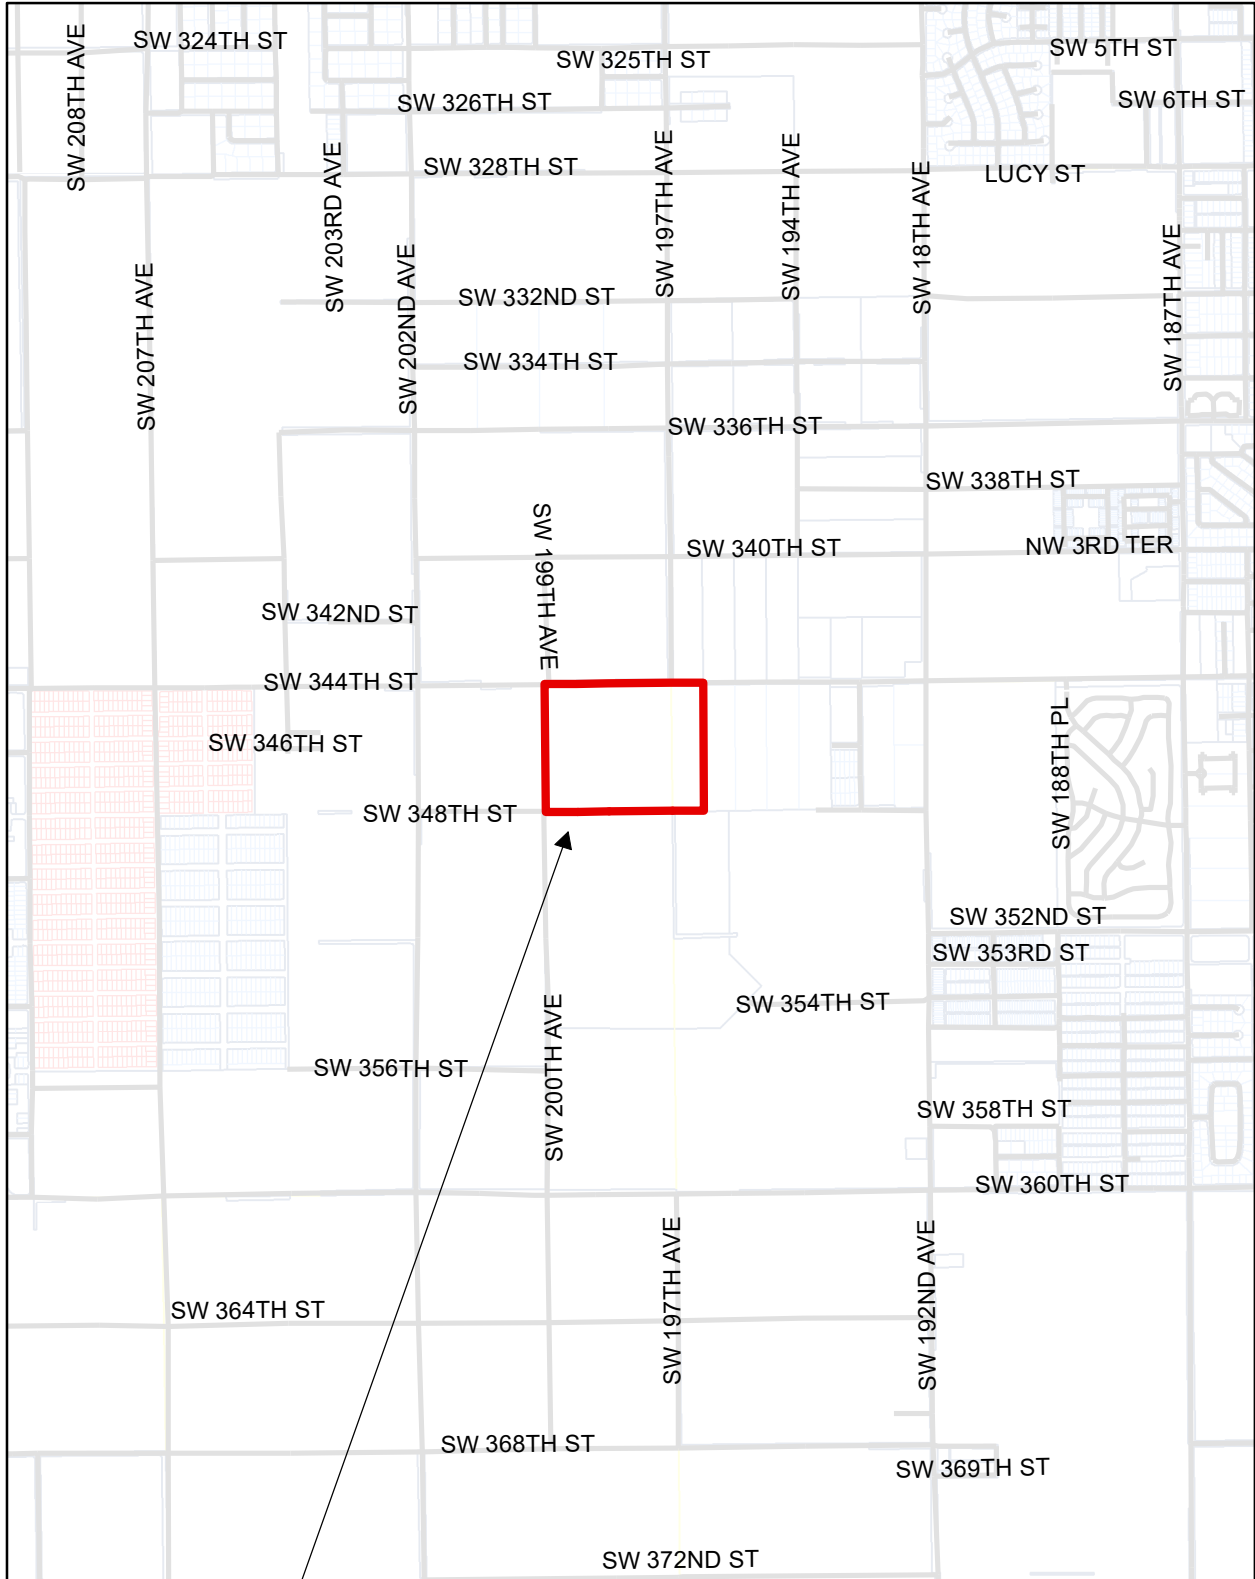 SW 208TH AVE
SW 324TH ST
SW 325TH ST
SW 5TH ST
SW 326TH ST
SW 6TH ST
SW 203RD AVE
SW 328TH ST
SW 197TH AVE
SW 194TH AVE
SW 18TH AVE
LUCY ST
SW 207TH AVE
SW 202ND AVE
SW 332ND ST
SW 187TH AVE
SW 334TH ST
SW 336TH ST
SW 338TH ST
SW 199TH AVE
SW 340TH ST
NW 3RD TER
SW 342ND ST
SW 344TH ST
SW 346TH ST
SW 188TH PL
SW 348TH ST
SW 352ND ST
SW 353RD ST
SW 354TH ST
SW 200TH AVE
SW 356TH ST
SW 358TH ST
SW 360TH ST
SW 197TH AVE
SW 192ND AVE
SW 364TH ST
SW 368TH ST
SW 369TH ST
SW 372ND ST